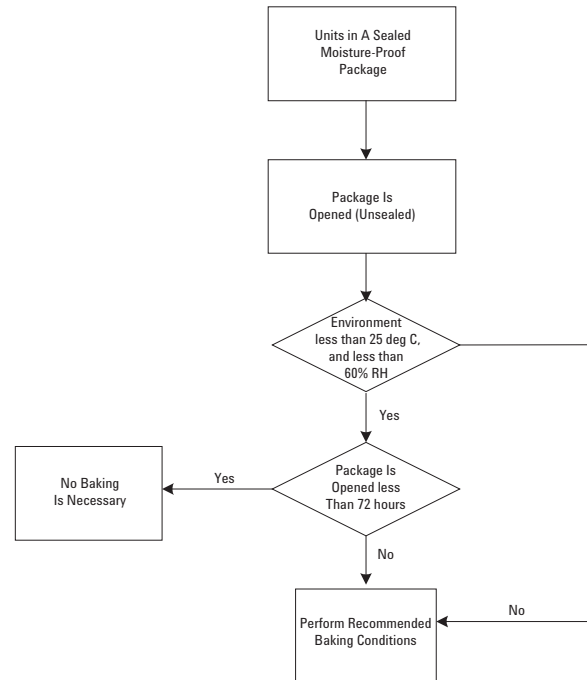 Units in A Sealed
Moisture-Proof
Package
Package Is
Opened (Unsealed)
Environment
less than 25 deg C,
and less than
60% RH
Yes
Package Is
Opened less
Than 72 hours
Yes
No Baking
Is Necessary
No
Perform Recommended
Baking Conditions
No